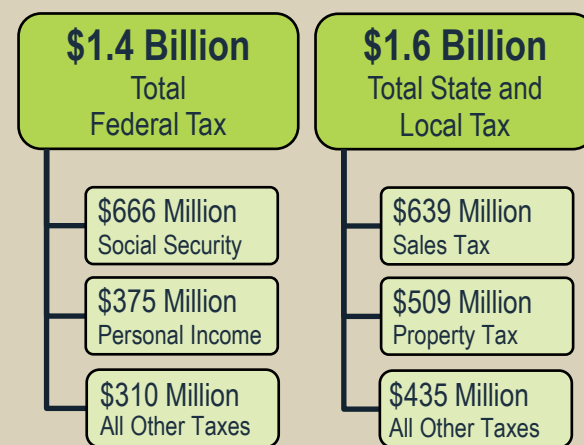 $1.4 Billion
Total
Federal Tax
$666 Million
Social Security
$375 Million
Personal Income
$310 Million
All Other Taxes
$1.6 Billion
Total State and
Local Tax
$639 Million
Sales Tax
$509 Million
Property Tax
$435 Million
All Other Taxes